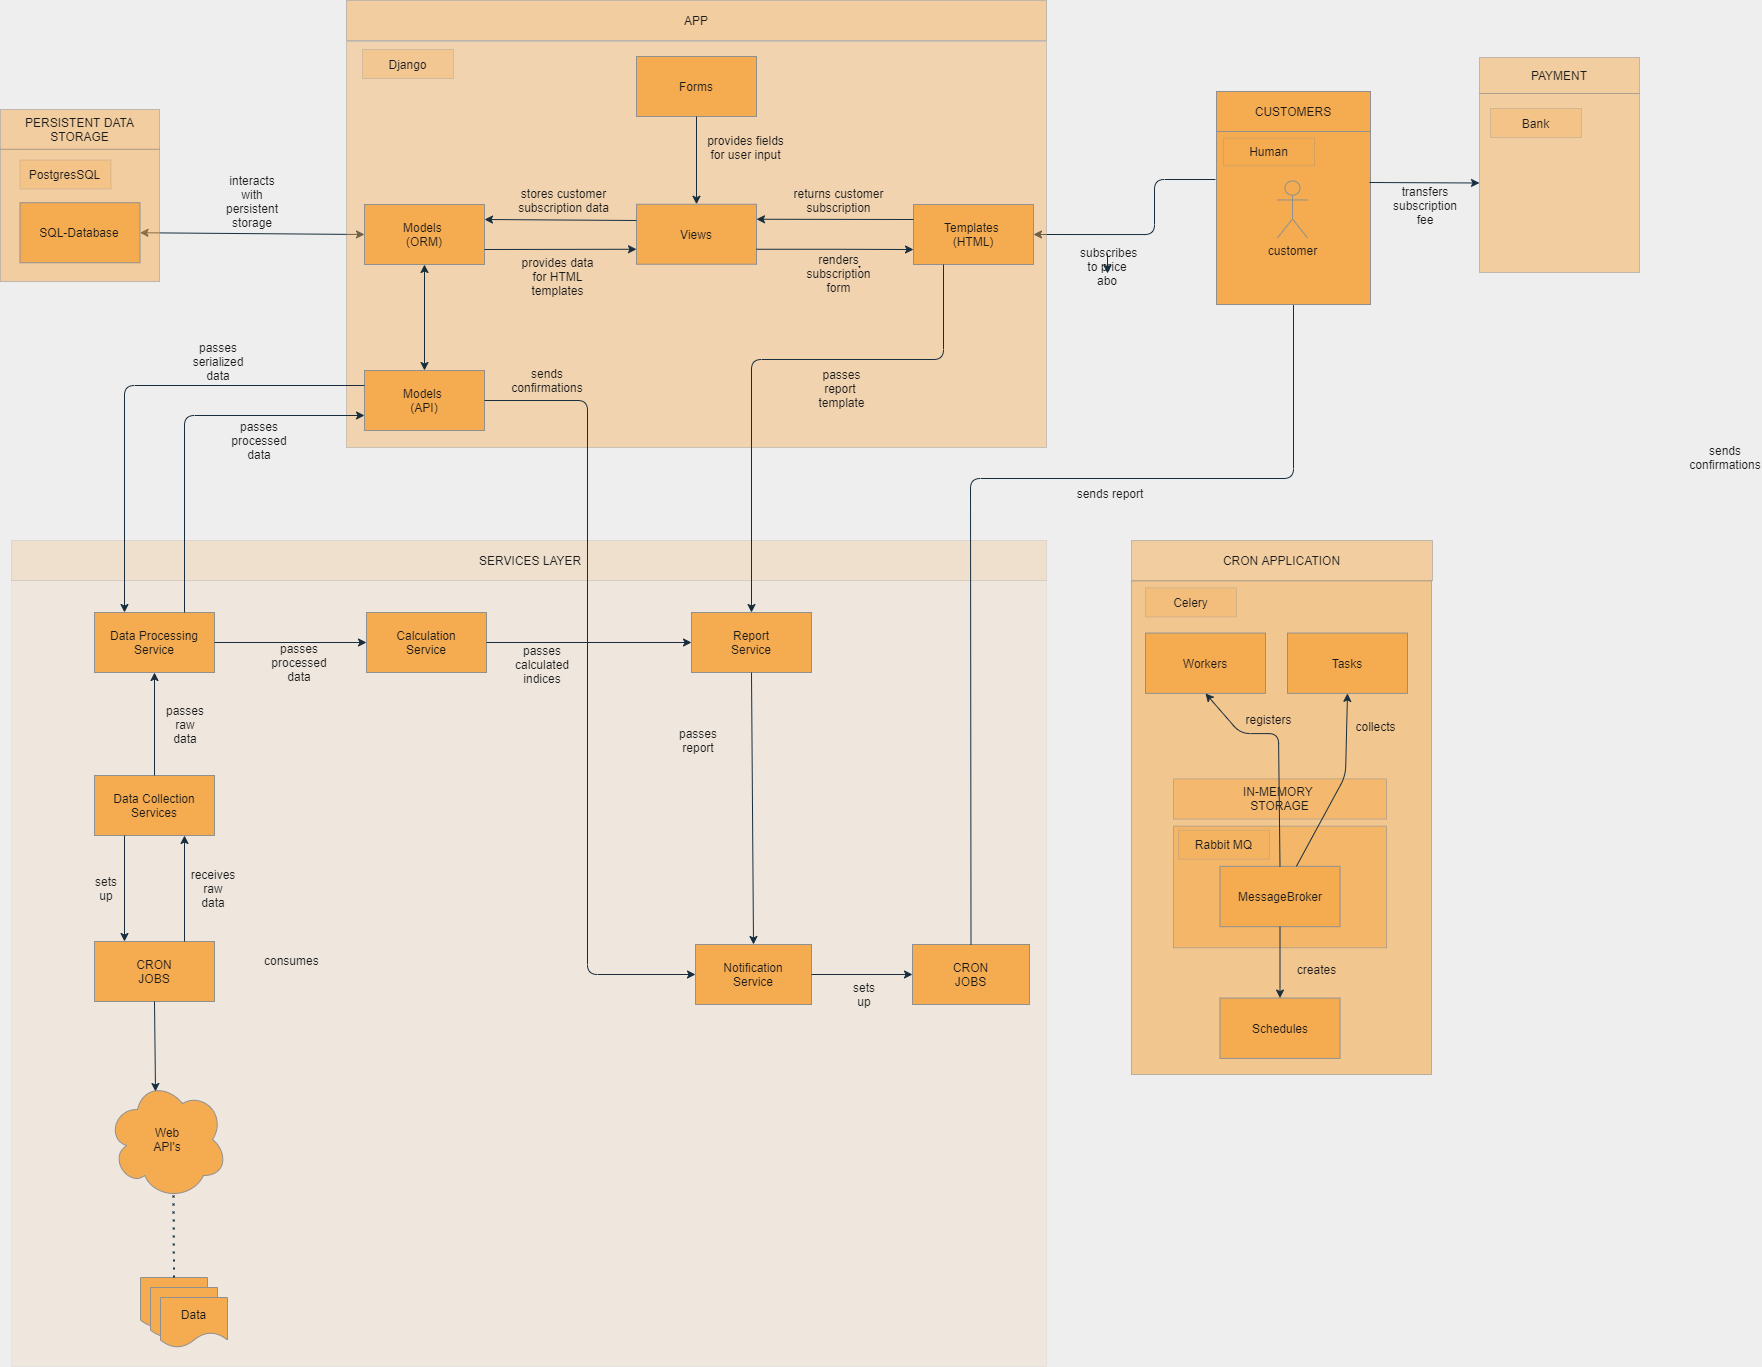 APP
Django
Forms
provides fields
for user input
PERSISTENT DATA
STORAGE
PostgresSQL
SQL-Database
interacts
with
persistent
storage
Models
(ORM)
stores customer
subscription data
provides data
for HTML
templates
Views
returns customer
subscription
renders
subscription
form
Templates
(HTML)
subscribes
to price
abo
CUSTOMERS
Human
customer
transfers
subscription
fee
PAYMENT
Bank
passes
serialized
data
passes
processed
data
Models
(API)
sends
confirmations
passes
report
template
sends report
sends
confirmations
SERVICES LAYER
Data Processing
Service
passes
processed
data
Calculation
Service
passes
calculated
indices
Report
Service
passes
raw
data
passes
report
Data Collection
Services
sets
up
receives
raw
data
CRON
JOBS
consumes
Notification
Service
sets
up
CRON
JOBS
Web
API's
Data
CRON APPLICATION
Celery
Workers
Tasks
registers
collects
IN-MEMORY
STORAGE
Rabbit MQ
MessageBroker
creates
Schedules